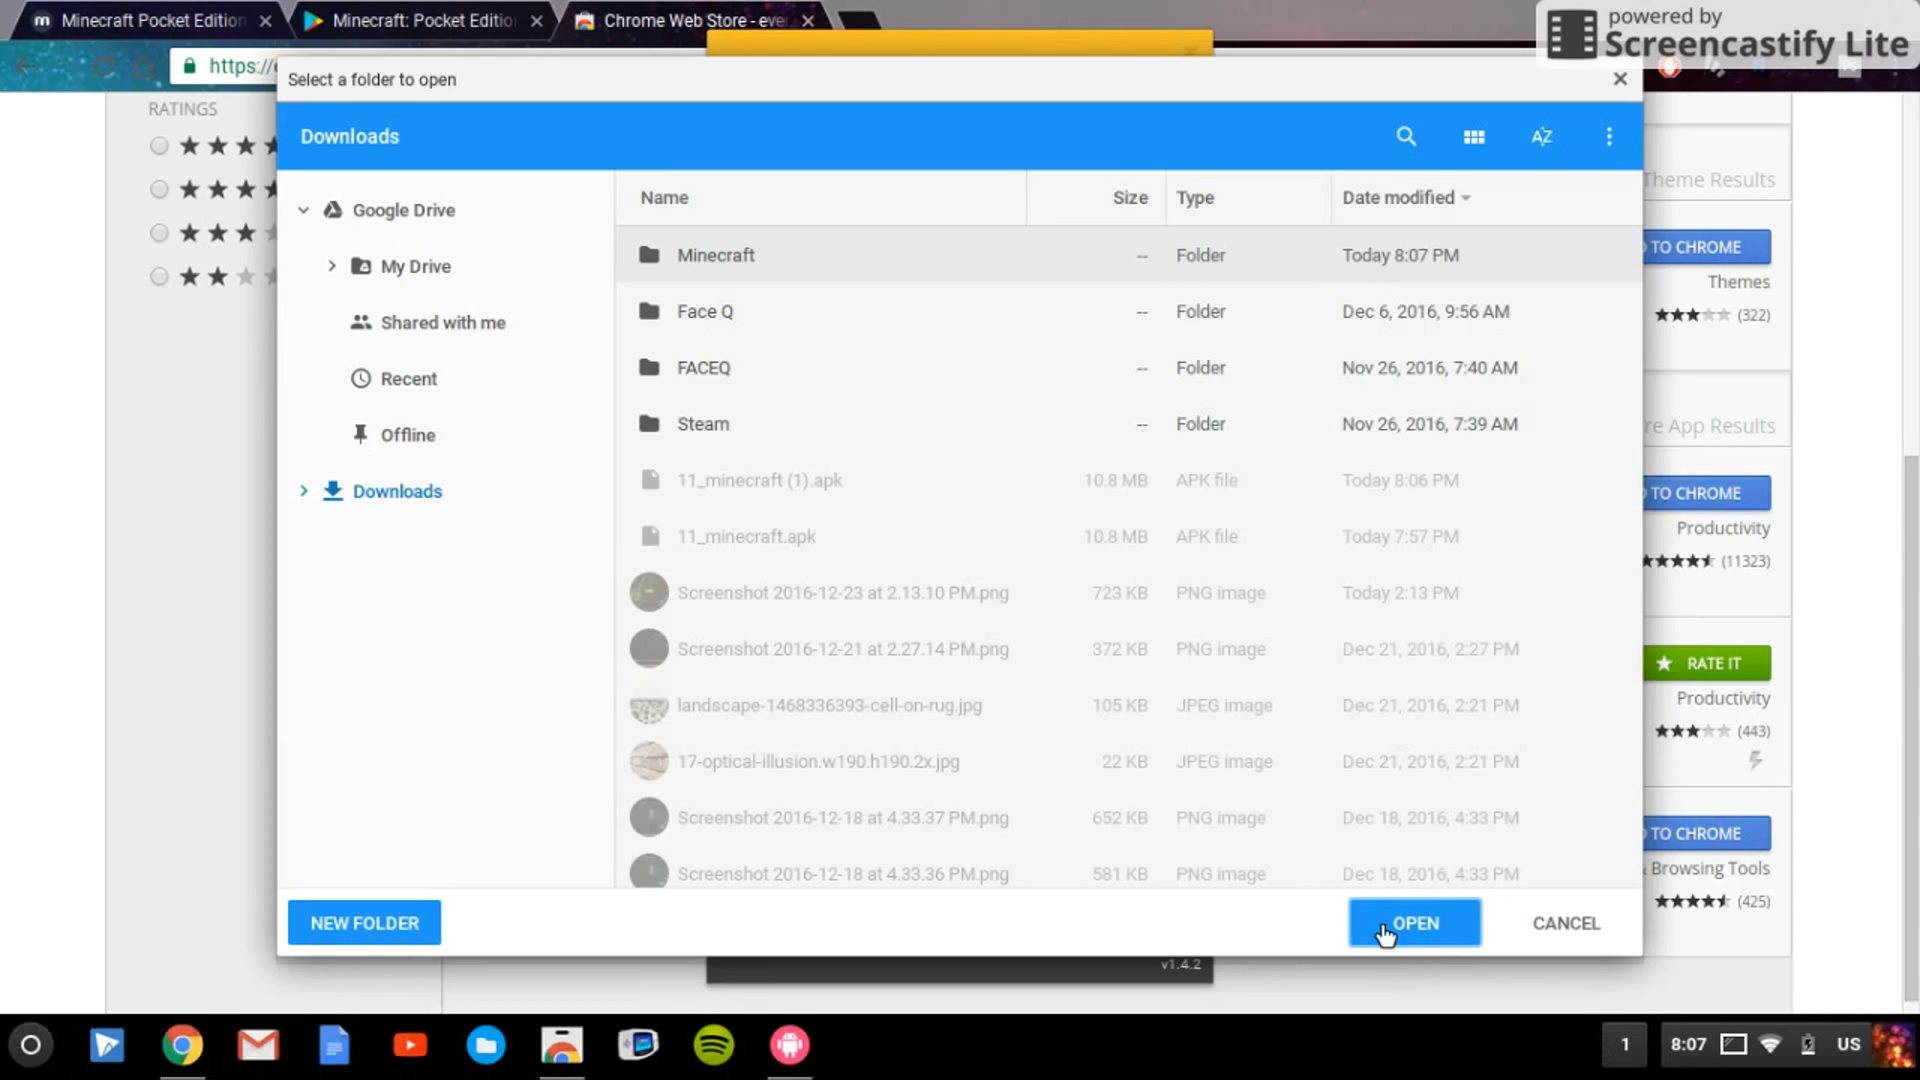 Minecraft Pocket Edition
Minecraft: Pocket Edition
Chrome Web Store - eve
powered by
Screencastify Lite
https://
Select a folder to open
RATINGS
Downloads
Google Drive
My Drive
Shared with me
Recent
Offline
Downloads
Name Size Type Date modified
Minecraft -- Folder Today 8:07 PM
Face Q -- Folder Dec 6, 2016, 9:56 AM
FACEQ -- Folder Nov 26, 2016, 7:40 AM
Steam -- Folder Nov 26, 2016, 7:39 AM
11_minecraft (1).apk 10.8 MB APK file Today 8:06 PM
11_minecraft.apk 10.8 MB APK file Today 7:57 PM
Screenshot 2016-12-23 at 2.13.10 PM.png 723 KB PNG image Today 2:13 PM
Screenshot 2016-12-21 at 2.27.14 PM.png 372 KB PNG image Dec 21, 2016, 2:27 PM
landscape-1468336393-cell-on-rug.jpg 105 KB JPEG image Dec 21, 2016, 2:21 PM
17-optical-illusion.w190.h190.2x.jpg 22 KB JPEG image Dec 21, 2016, 2:21 PM
Screenshot 2016-12-18 at 4.33.37 PM.png 652 KB PNG image Dec 18, 2016, 4:33 PM
Screenshot 2016-12-18 at 4.33.36 PM.png 581 KB PNG image Dec 18, 2016, 4:33 PM
NEW FOLDER
OPEN
CANCEL
v1.4.2
Theme Results
TO CHROME
Themes
(322)
re App Results
TO CHROME
Productivity
(11323)
RATE IT
Productivity
(443)
TO CHROME
& Browsing Tools
(425)
1
8:07
US